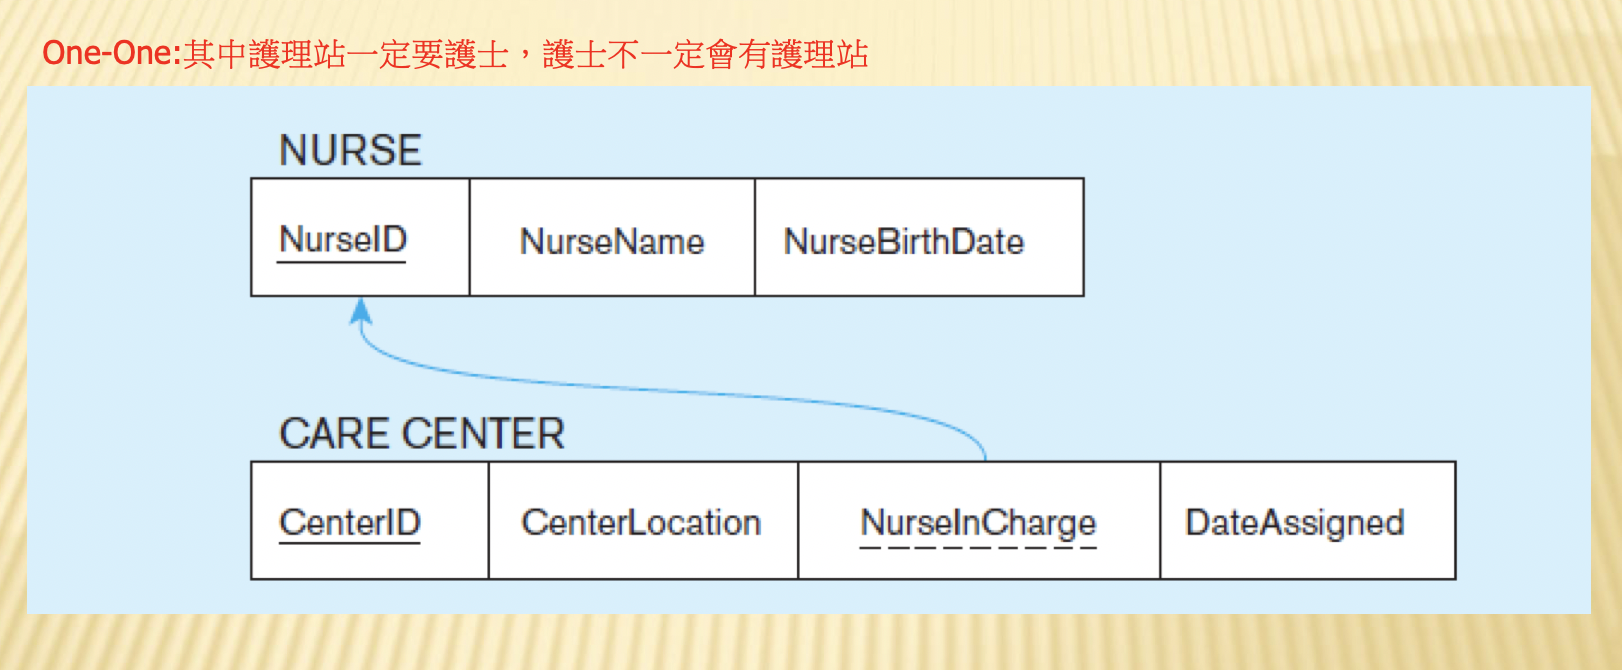 One-One:其中護理站一定要護士，護士不一定會有護理站
NURSE
NurseID NurseName NurseBirthDate
CARE CENTER
CenterID CenterLocation NurseInCharge DateAssigned